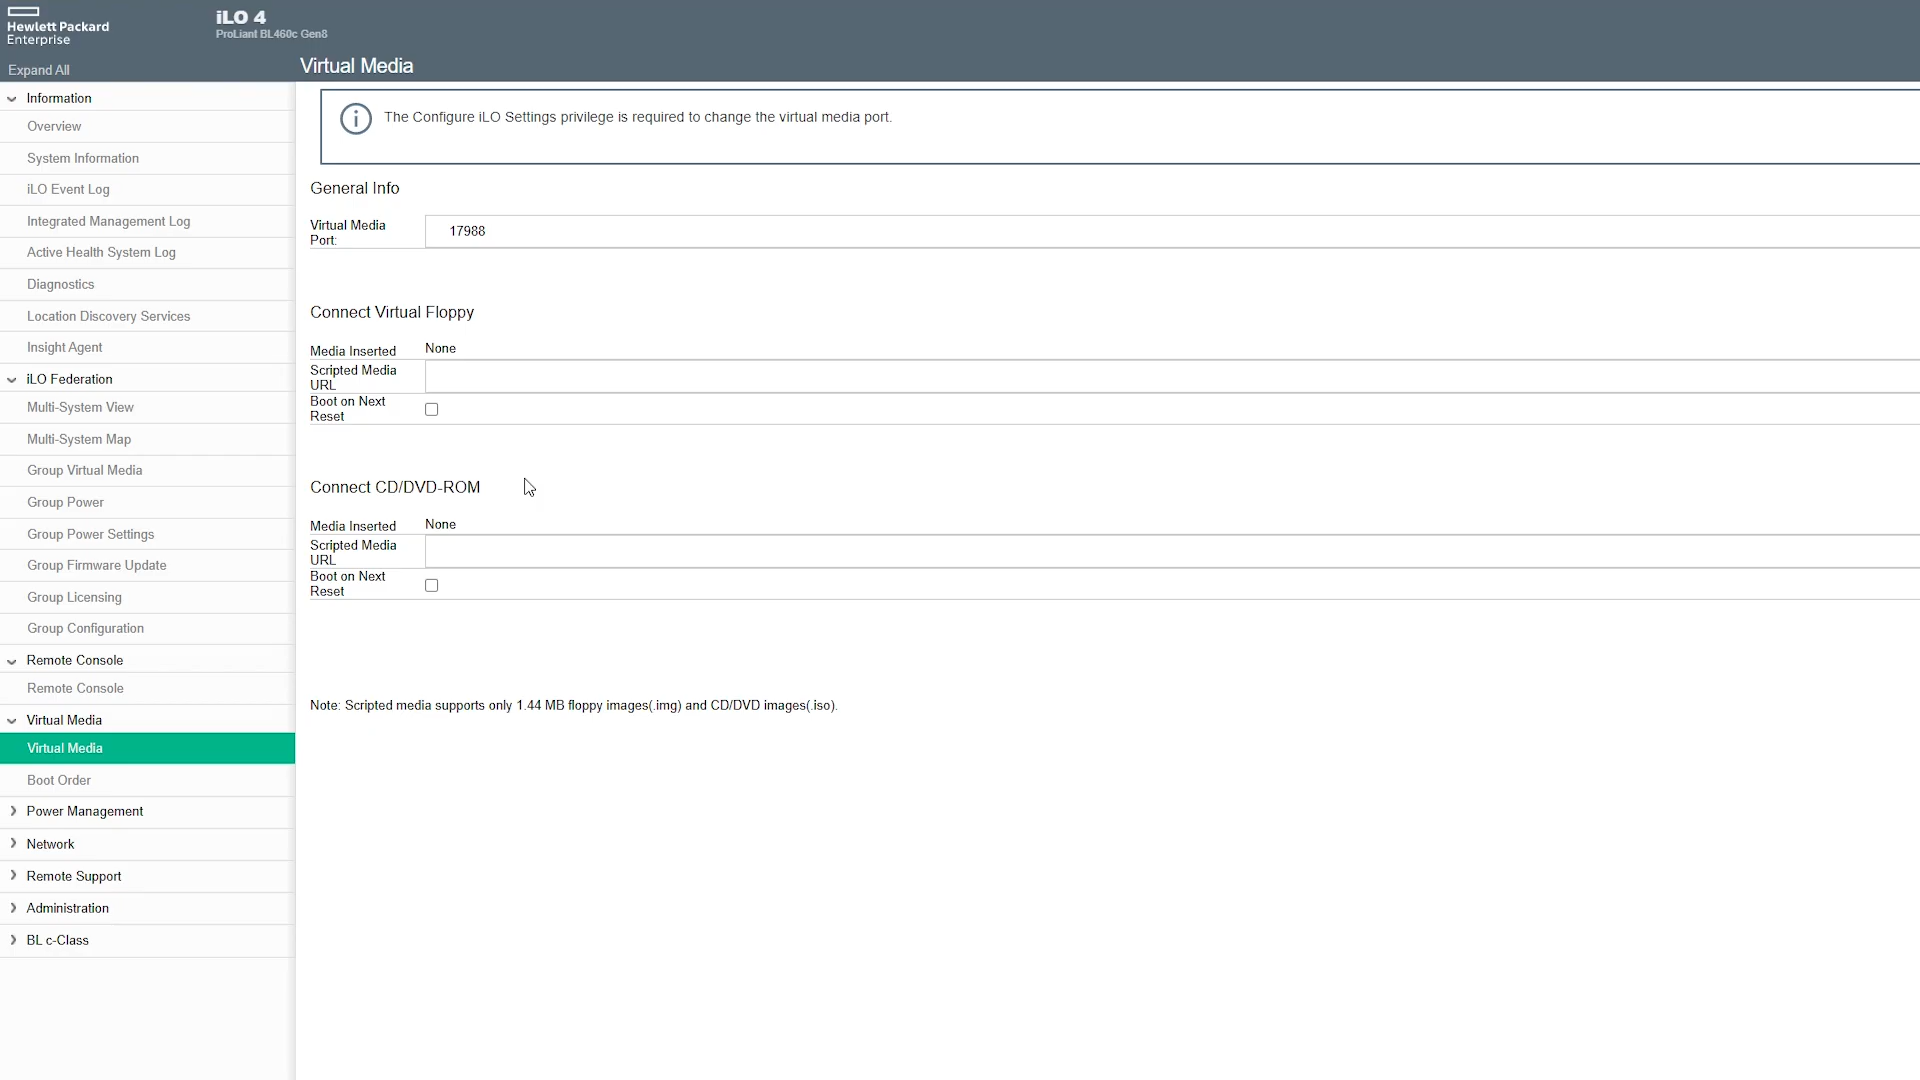 Hewlett Packard
Enterprise
iLO 4
ProLiant BL460c Gen8
Expand All
Virtual Media
Information
Overview
System Information
iLO Event Log
Integrated Management Log
Active Health System Log
Diagnostics
Location Discovery Services
Insight Agent
iLO Federation
Multi-System View
Multi-System Map
Group Virtual Media
Group Power
Group Power Settings
Group Firmware Update
Group Licensing
Group Configuration
Remote Console
Remote Console
Virtual Media
Virtual Media
Boot Order
Power Management
Network
Remote Support
Administration
BL c-Class
The Configure iLO Settings privilege is required to change the virtual media port.
General Info
Virtual Media
Port:
17988
Connect Virtual Floppy
Media Inserted
None
Scripted Media
URL
Boot on Next
Reset
Connect CD/DVD-ROM
Media Inserted
None
Scripted Media
URL
Boot on Next
Reset
Note: Scripted media supports only 1.44 MB floppy images(.img) and CD/DVD images(.iso).